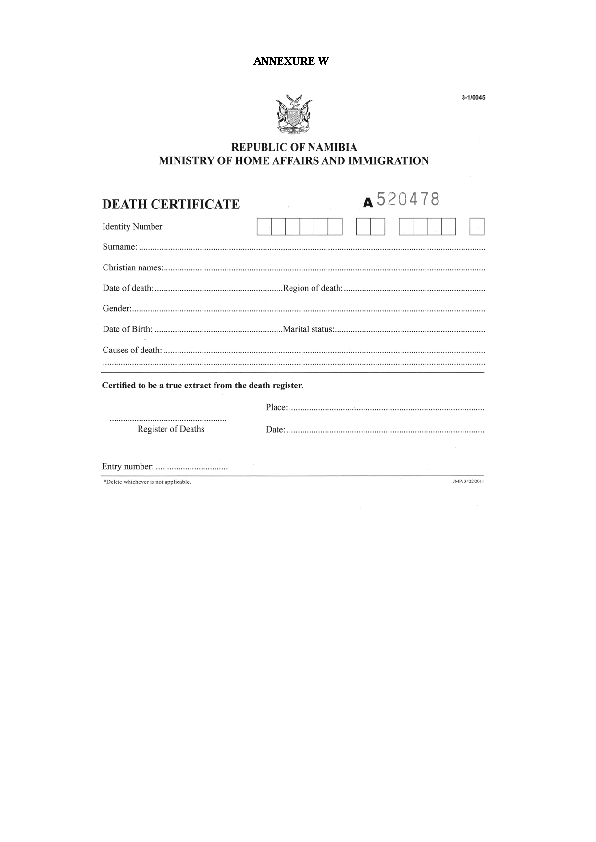 ANNEXURE W
3-1/0045
REPUBLIC OF NAMIBIA
MINISTRY OF HOME AFFAIRS AND IMMIGRATION
DEATH CERTIFICATE A520478
Identity Number
Surname:
Christian names:
Date of death: Region of death:
Gender:
Date of Birth: Marital status:
Causes of death:
Certified to be a true extract from the death register.
Place:
Register of Deaths Date:
Entry number:
*Delete whichever is not applicable.